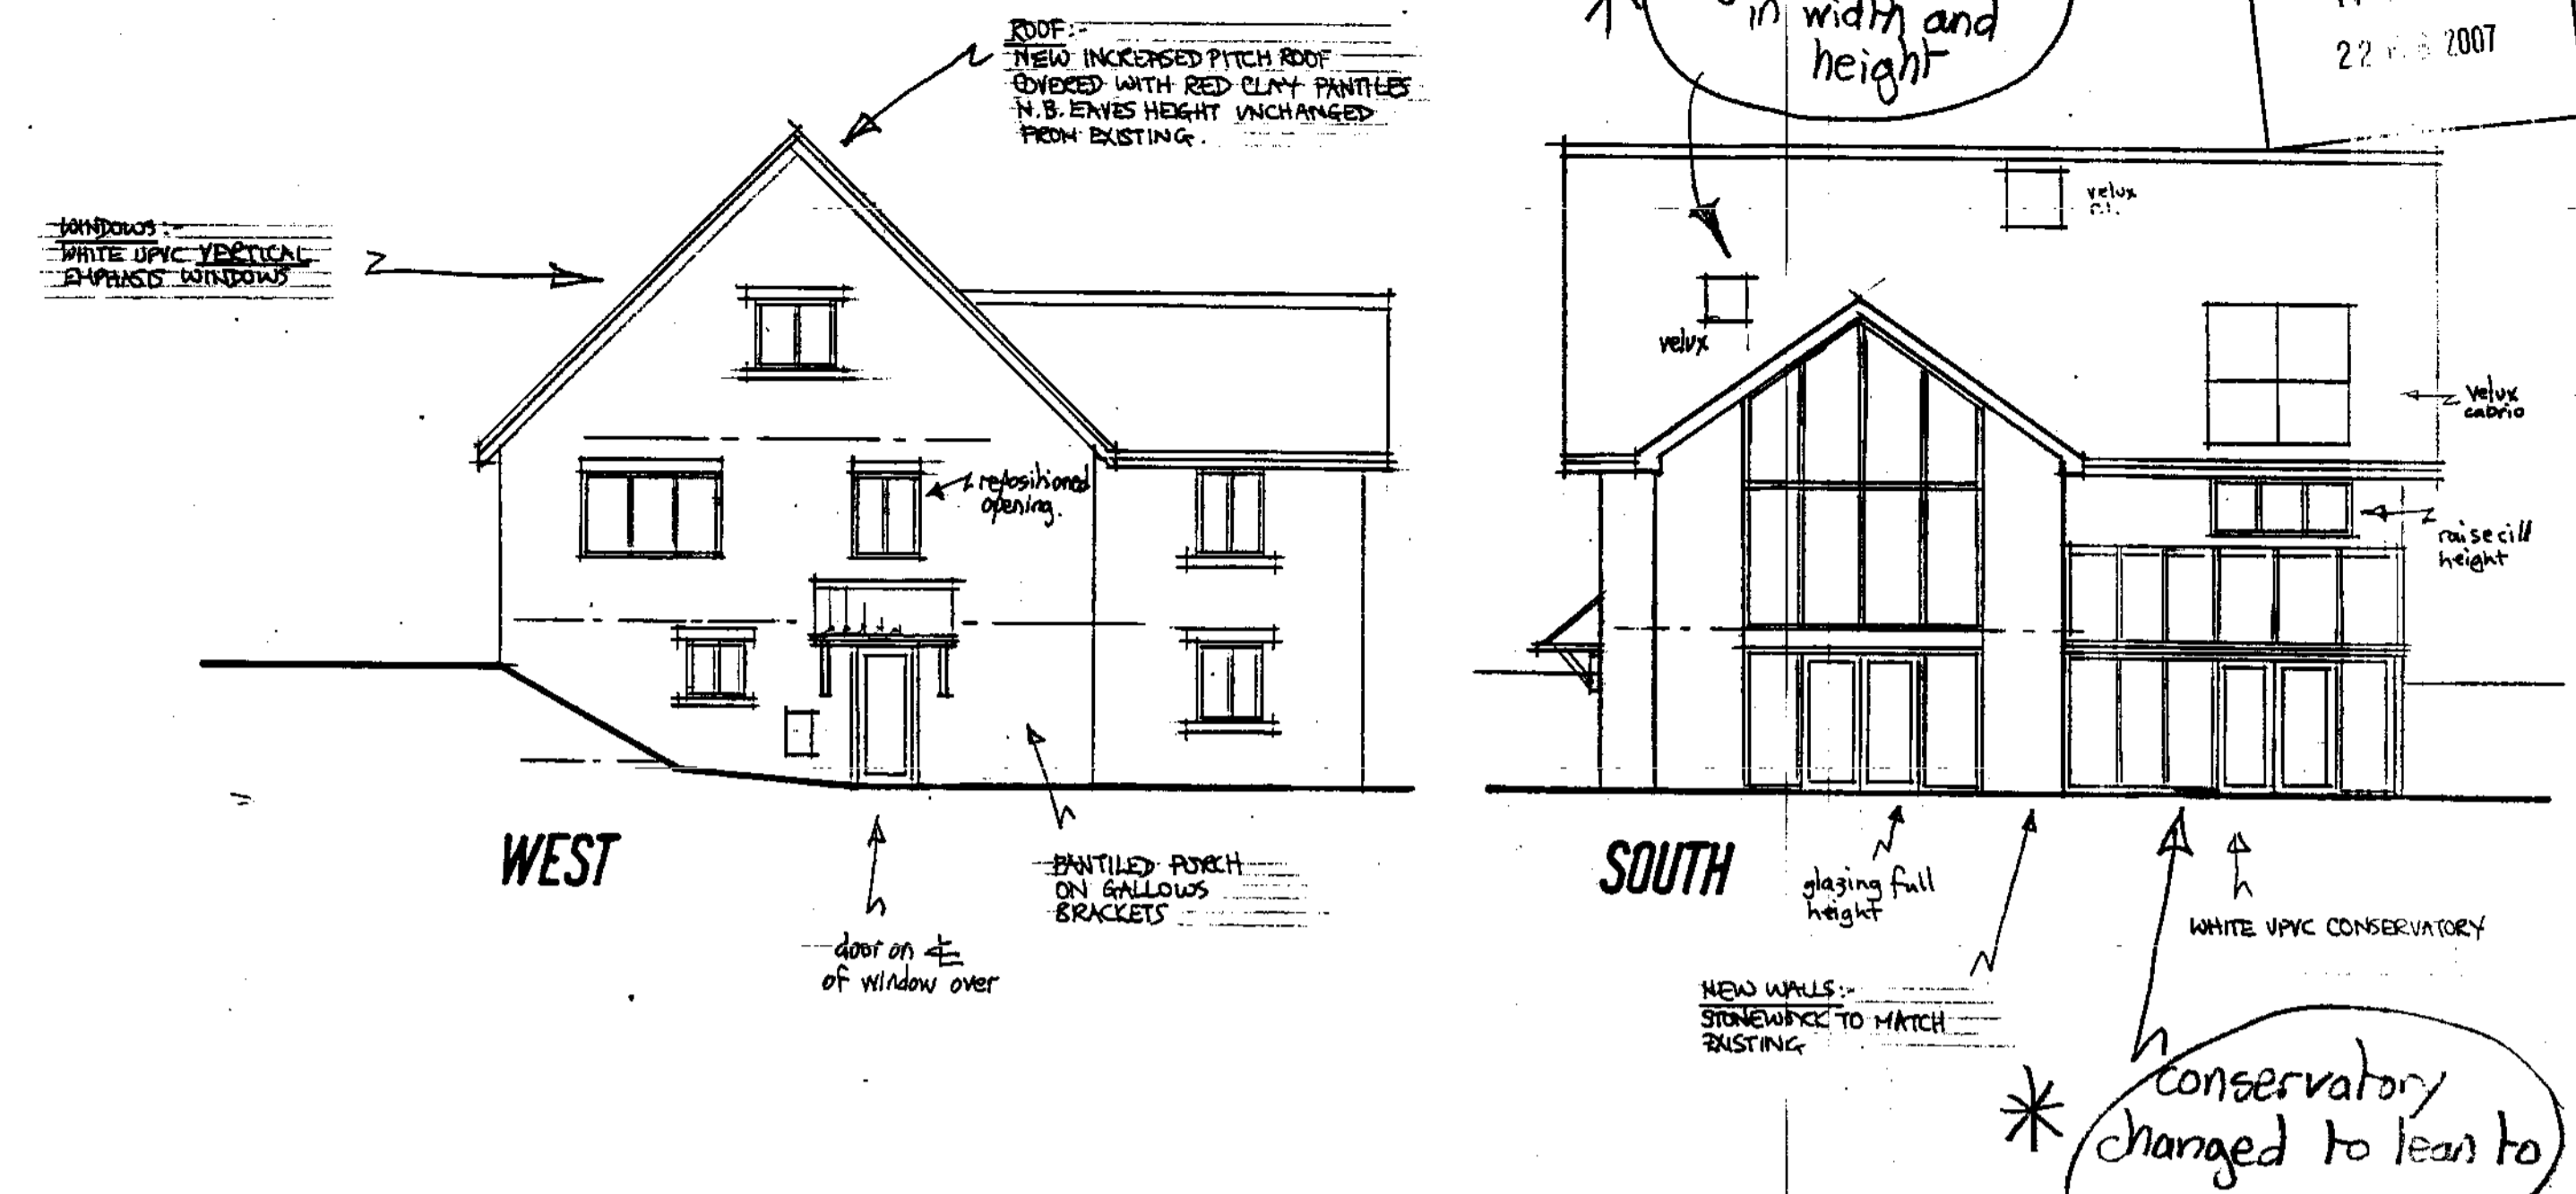 ROOF:-
NEW INCREASED PITCH ROOF
COVERED WITH RED CLAY PANTILES
N.B. EAVES HEIGHT UNCHANGED
FROM EXISTING.
in width and
height
22 2007
WINDOWS:-
WHITE UPVC VERTICAL
EMPHASIS WINDOWS
repositioned
opening.
velux
velux
velux
cabrio
raise cill
height
WEST
door on ℄
of window over
PANTILED PORCH
ON GALLOWS
BRACKETS
SOUTH
glazing full
height
NEW WALLS:-
STONEWORK TO MATCH
EXISTING
WHITE UPVC CONSERVATORY
* conservatory
changed to lean to